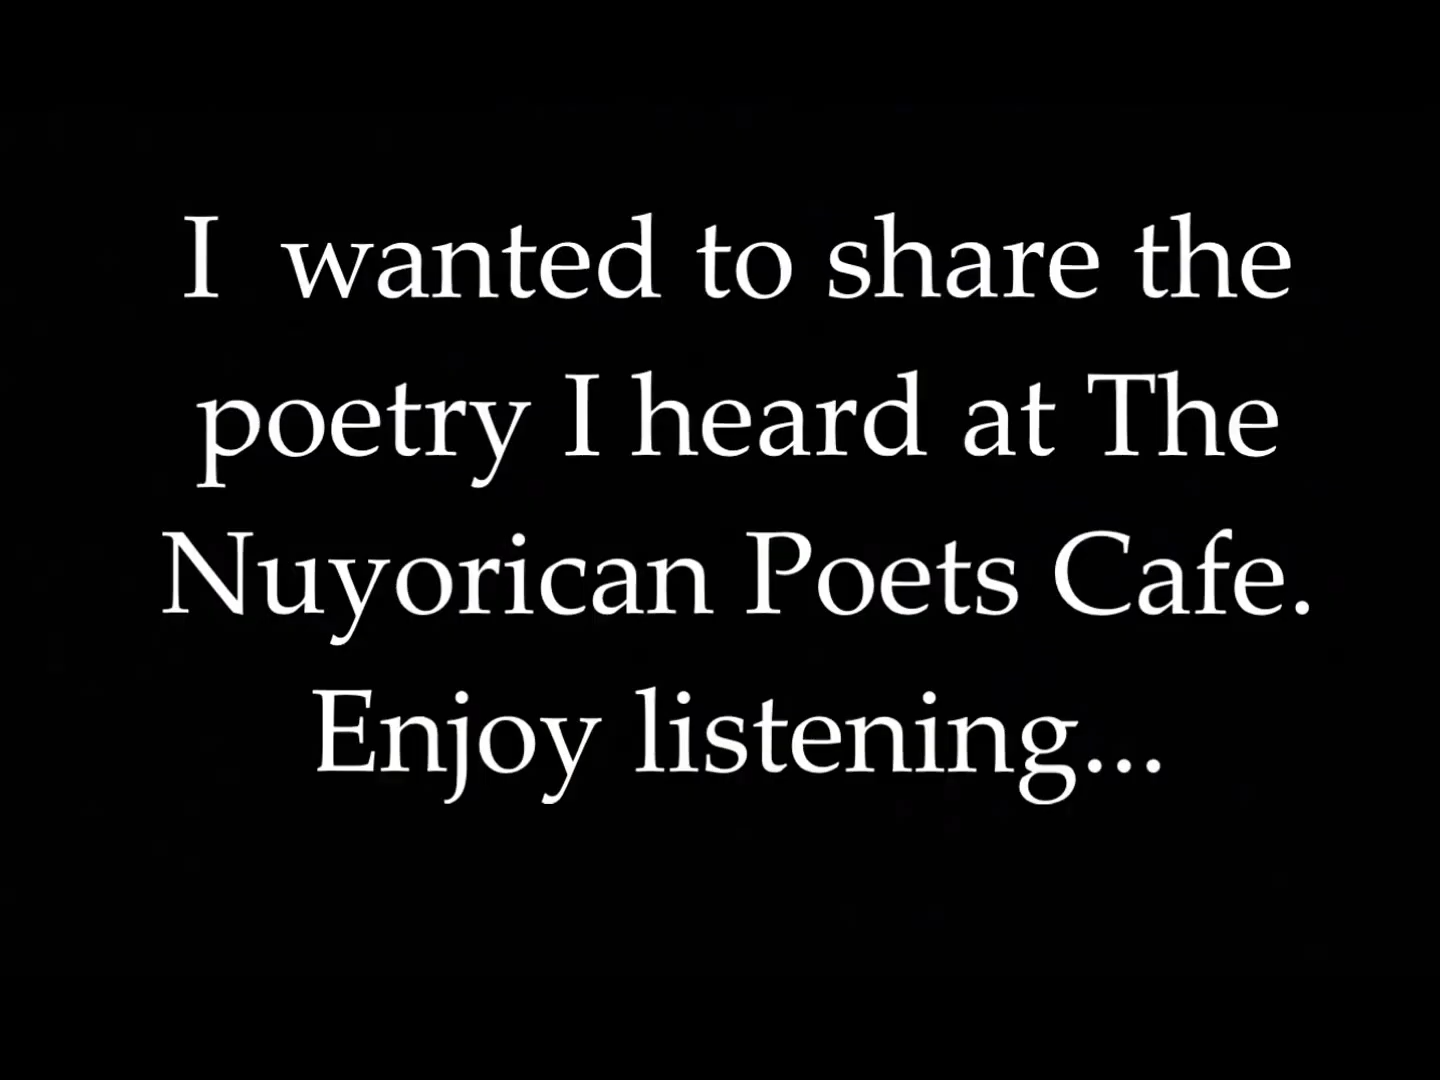 I  wanted to share the
poetry I heard at The
Nuyorican Poets Cafe.
Enjoy listening...